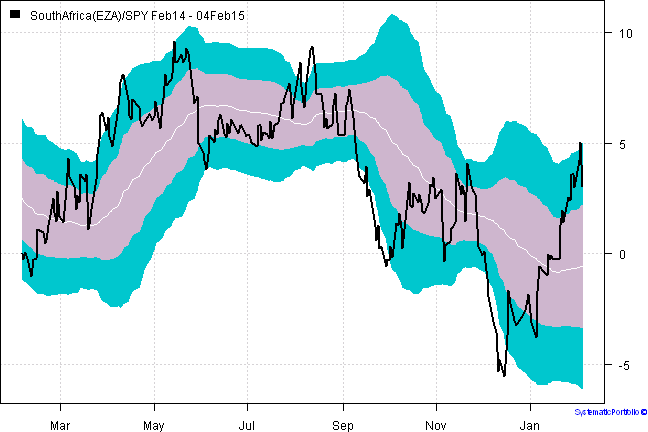 SouthAfrica(EZA)/SPY Feb14 - 04Feb15
10
5
0
-5
Mar May Jul Sep Nov Jan
SystematicPortfolio ©